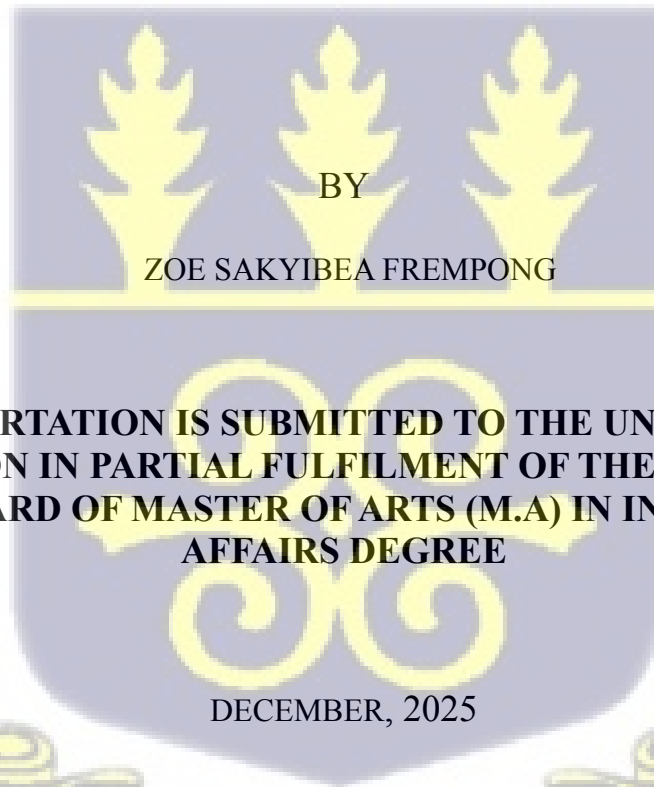 BY
ZOE SAKYIBEA FREMPONG
RTATION IS SUBMITTED TO THE UN
N IN PARTIAL FULFILMENT OF THE
ARD OF MASTER OF ARTS (M.A) IN IN
AFFAIRS DEGREE
DECEMBER, 2025